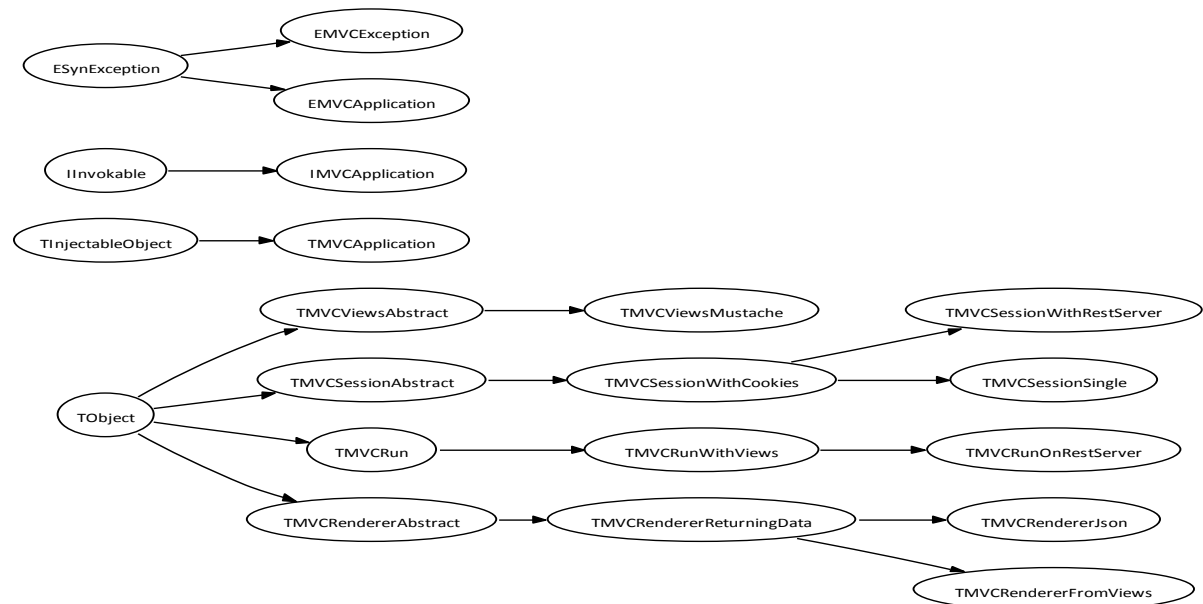 EMVCException
ESynException
EMVCApplication
IInvokable
IMVCApplication
TInjectableObject
TMVCApplication
TMVCViewsAbstract
TMVCViewsMustache
TMVCSessionWithRestServer
TMVCSessionAbstract
TMVCSessionWithCookies
TMVCSessionSingle
TObject
TMVCRun
TMVCRunWithViews
TMVCRunOnRestServer
TMVCRendererAbstract
TMVCRendererReturningData
TMVCRendererJson
TMVCRendererFromViews